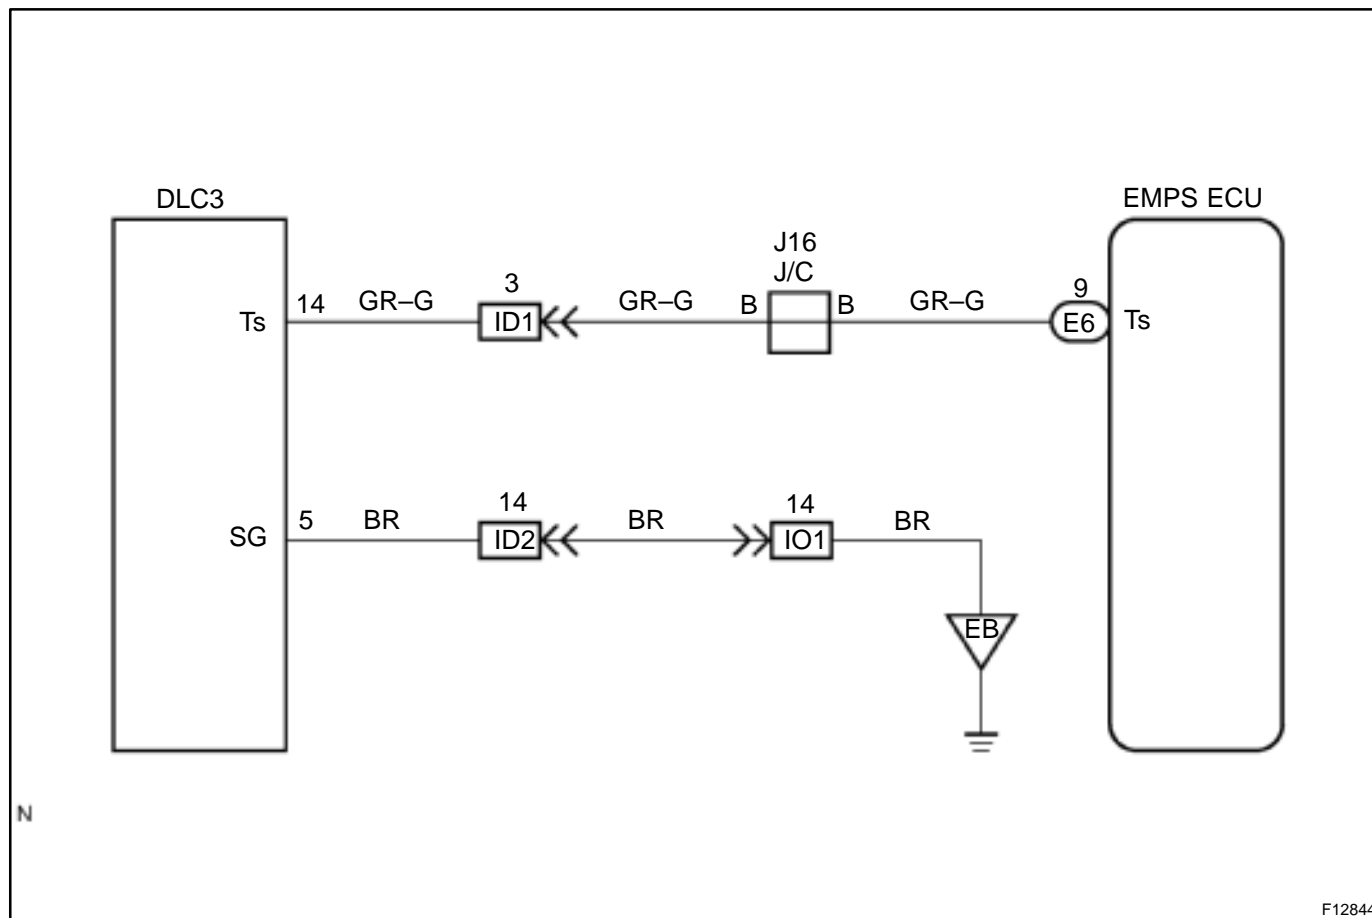 DLC3
EMPS ECU
J16
J/C
Ts 14 GR–G 3 GR–G B B GR–G 9 Ts
ID1
E6
SG 5 BR 14 BR 14 BR
ID2
IO1
EB
N
F12844